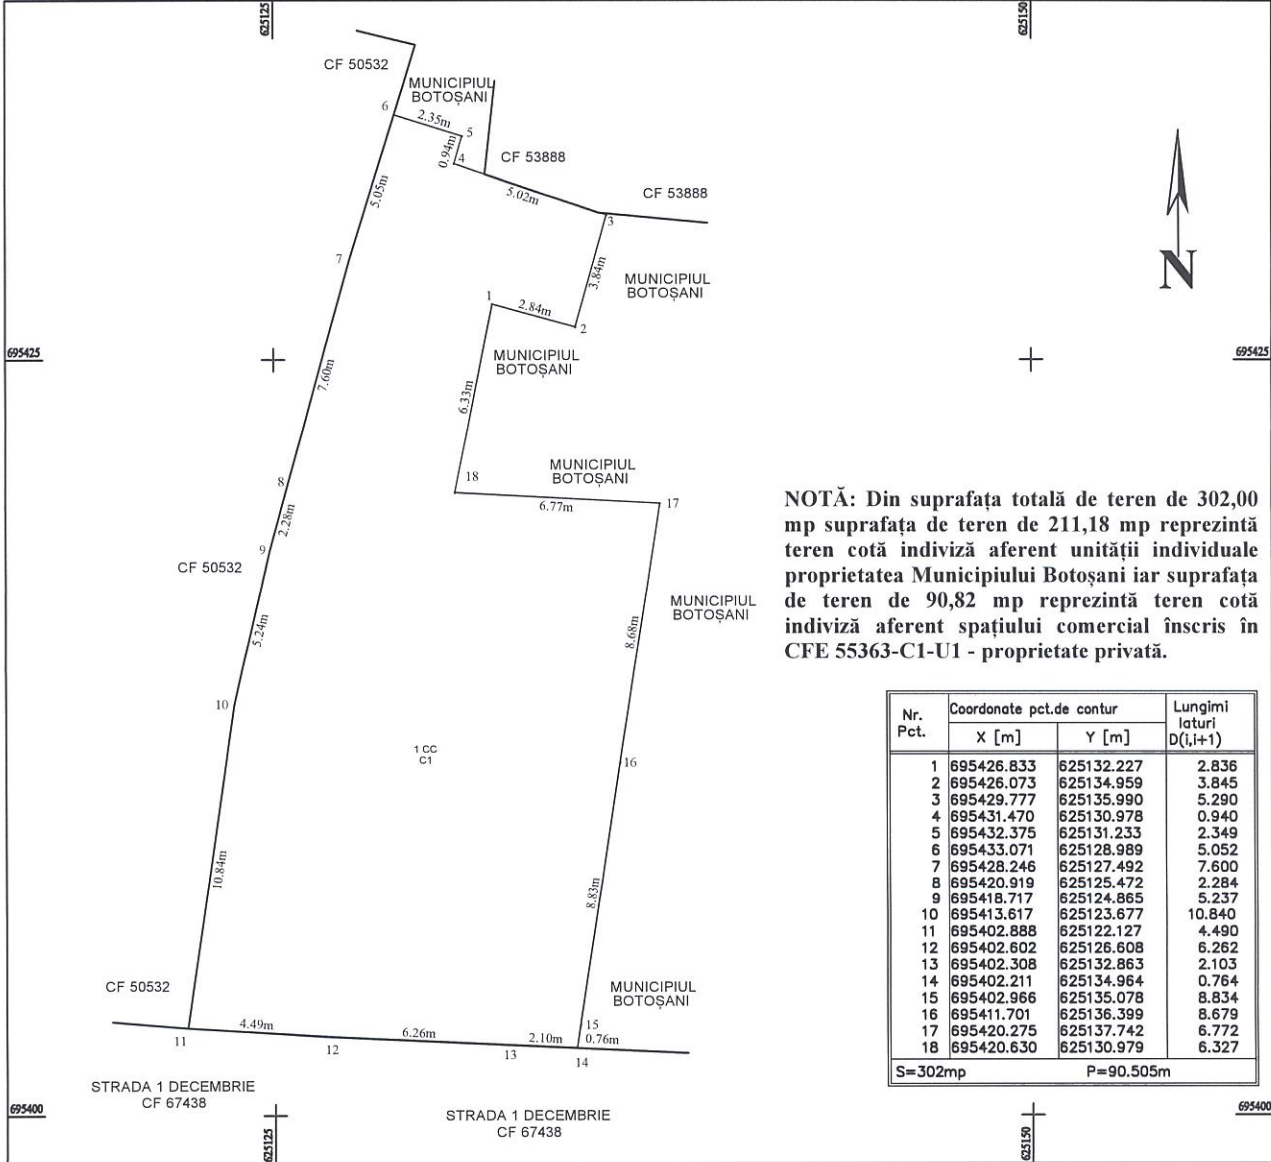 625125
625150
CF 50532
MUNICIPIUL
BOTOȘANI
6
2.35m
5
0.94m
4
CF 53888
5.02m
CF 53888
3
5.05m
7
3.84m
MUNICIPIUL
BOTOȘANI
N
1
2.84m
2
695425
695425
MUNICIPIUL
BOTOȘANI
7.60m
6.33m
18
MUNICIPIUL
BOTOȘANI
6.77m
17
8
2.28m
9
CF 50532
NOTĂ: Din suprafața totală de teren de 302,00
mp suprafața de teren de 211,18 mp reprezintă
teren cotă indiviză aferent unității individuale
proprietatea Municipiului Botoșani iar suprafața
de teren de 90,82 mp reprezintă teren cotă
indiviză aferent spațiului comercial înscris în
CFE 55363-C1-U1 - proprietate privată.
MUNICIPIUL
BOTOȘANI
5.24m
8.68m
10
1 CC
C1
16
10.84m
8.83m
CF 50532
MUNICIPIUL
BOTOȘANI
11
4.49m
12
6.26m
13
2.10m
15
0.76m
14
Nr. Pct. Coordonate pct.de contur Lungimi laturi
X [m] Y [m] D(i,i+1)
1 695426.833 625132.227 2.836
2 695426.073 625134.959 3.845
3 695429.777 625135.990 5.290
4 695431.470 625130.978 0.940
5 695432.375 625131.233 2.349
6 695433.071 625128.989 5.052
7 695428.246 625127.492 7.600
8 695420.919 625125.472 2.284
9 695418.717 625124.865 5.237
10 695413.617 625123.677 10.840
11 695402.888 625122.127 4.490
12 695402.602 625126.608 6.262
13 695402.308 625132.863 2.103
14 695402.211 625134.964 0.764
15 695402.966 625135.078 8.834
16 695411.701 625136.399 8.679
17 695420.275 625137.742 6.772
18 695420.630 625130.979 6.327
S=302mp P=90.505m
STRADA 1 DECEMBRIE
CF 67438
STRADA 1 DECEMBRIE
CF 67438
695400
695400
625125
625150